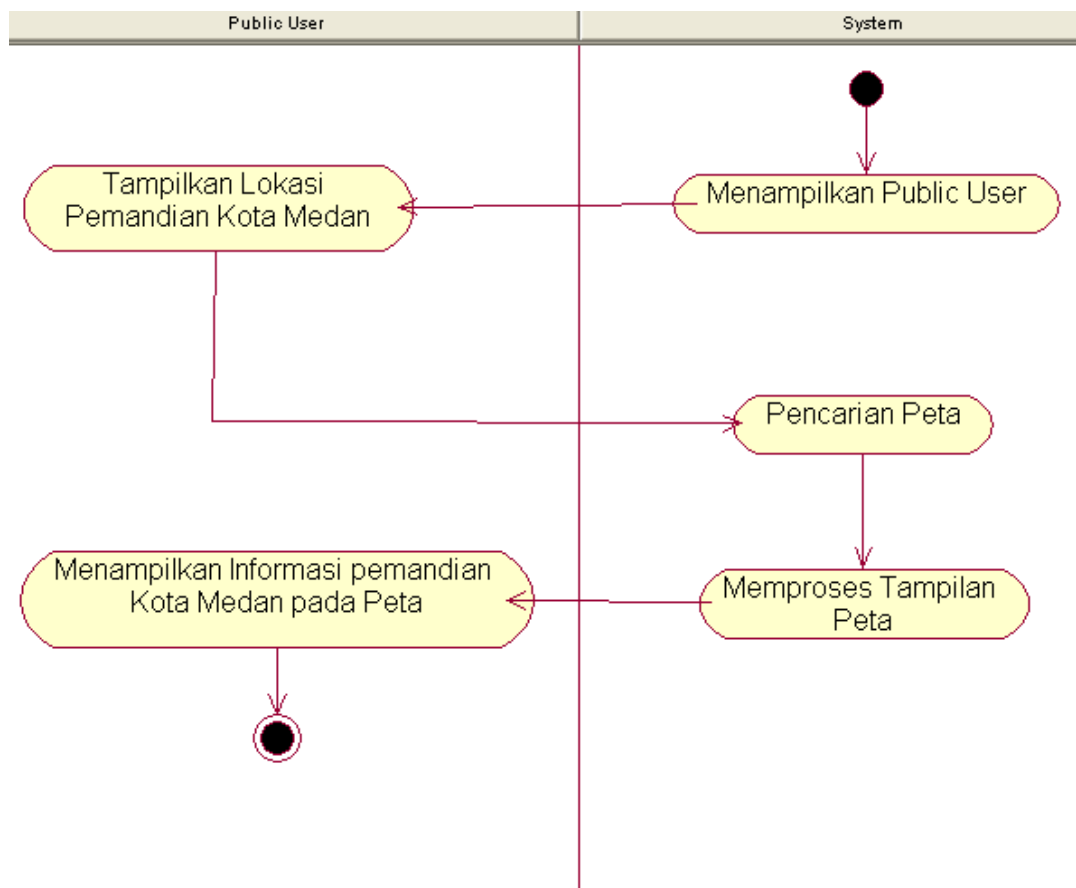 Public User
System
Menampilkan Public User
Tampilkan Lokasi
Pemandian Kota Medan
Pencarian Peta
Memproses Tampilan
Peta
Menampilkan Informasi pemandian
Kota Medan pada Peta